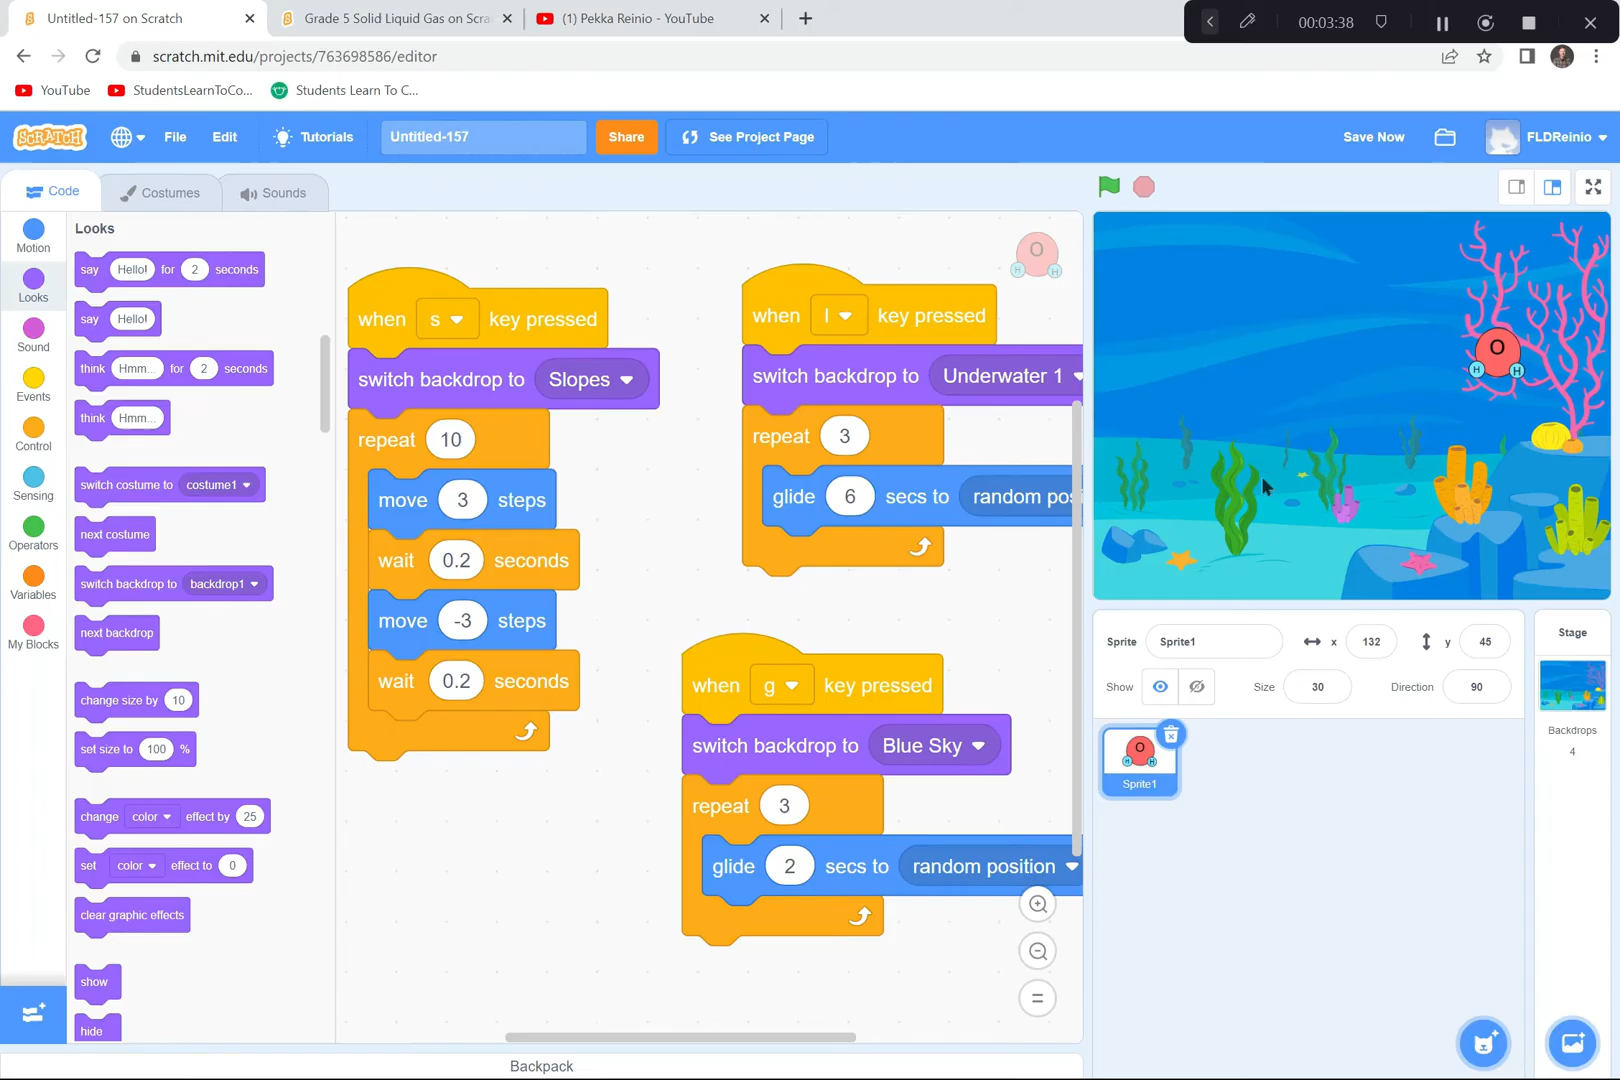 Untitled-157 on Scratch
Grade 5 Solid Liquid Gas on Scra
(1) Pekka Reinio - YouTube
00:03:38
scratch.mit.edu/projects/763698586/editor
YouTube
StudentsLearnToCo...
Students Learn To C...
SCRATCH
File
Edit
Tutorials
Untitled-157
Share
See Project Page
Save Now
FLDReinio
Code
Costumes
Sounds
Motion
Looks
Sound
Events
Control
Sensing
Operators
Variables
My Blocks
Looks
say Hello! for 2 seconds
say Hello!
think Hmm... for 2 seconds
think Hmm...
switch costume to costume1
next costume
switch backdrop to backdrop1
next backdrop
change size by 10
set size to 100 %
change color effect by 25
set color effect to 0
clear graphic effects
show
hide
when s key pressed
switch backdrop to Slopes
repeat 10
move 3 steps
wait 0.2 seconds
move -3 steps
wait 0.2 seconds
when l key pressed
switch backdrop to Underwater 1
repeat 3
glide 6 secs to random pos
when g key pressed
switch backdrop to Blue Sky
repeat 3
glide 2 secs to random position
O
H H
O
H H
Sprite Sprite1 x 132 y 45
Show Size 30 Direction 90
O
H H
Sprite1
Stage
Backdrops
4
Backpack